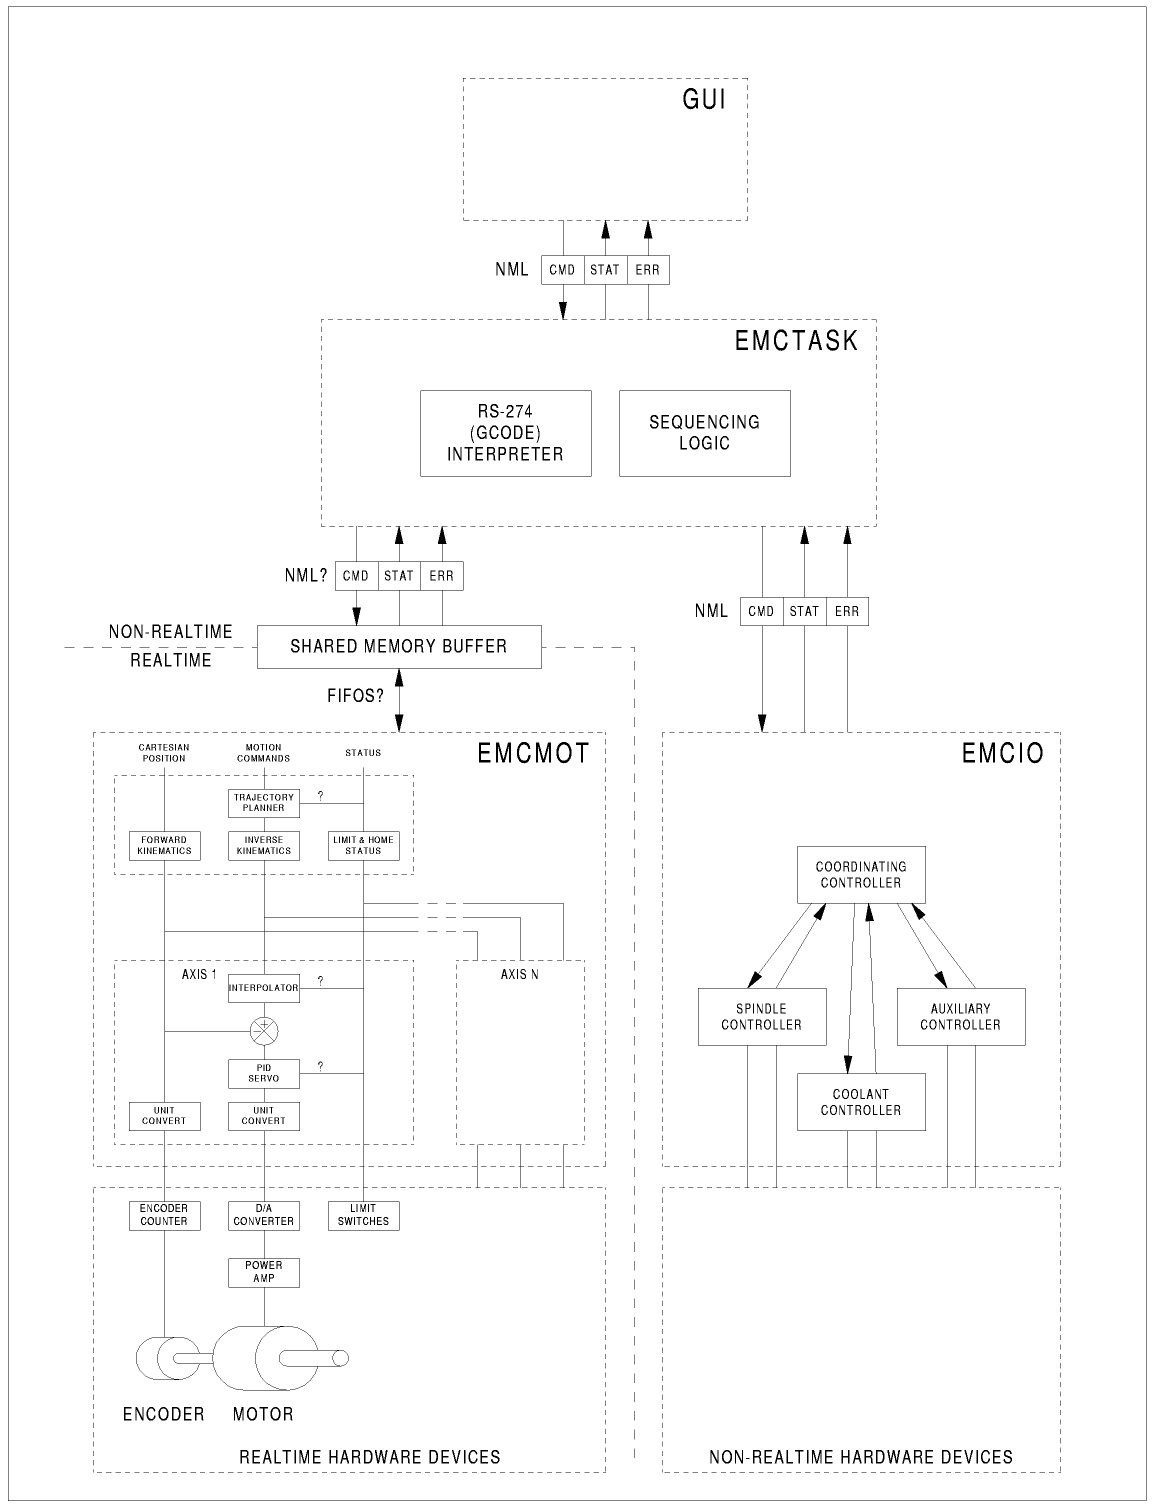 GUI
NML
CMD
STAT
ERR
EMCTASK
RS-274
(GCODE)
INTERPRETER
SEQUENCING
LOGIC
NML?
CMD
STAT
ERR
NML
CMD
STAT
ERR
NON-REALTIME
REALTIME
SHARED MEMORY BUFFER
FIFOS?
EMCMOT
CARTESIAN
POSITION
MOTION
COMMANDS
STATUS
TRAJECTORY
PLANNER
?
FORWARD
KINEMATICS
INVERSE
KINEMATICS
LIMIT & HOME
STATUS
AXIS 1
INTERPOLATOR
?
+
−
PID
SERVO
?
UNIT
CONVERT
UNIT
CONVERT
AXIS N
EMCIO
COORDINATING
CONTROLLER
SPINDLE
CONTROLLER
AUXILIARY
CONTROLLER
COOLANT
CONTROLLER
ENCODER
COUNTER
D/A
CONVERTER
LIMIT
SWITCHES
POWER
AMP
ENCODER
MOTOR
REALTIME HARDWARE DEVICES
NON-REALTIME HARDWARE DEVICES